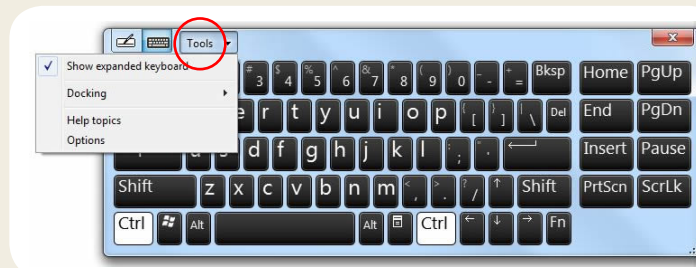 Tools
Show expanded keyboard
# 3 $ 4 % 5 ^ 6 & 7 * 8 ( 9 ) 0 _ - + = Bksp Home PgUp
Docking
r t y u i o p { [ } ] | \ Del End PgDn
Help topics
Options
d f g h j k l : ; " ' Insert Pause
Shift z x c v b n m < , > . ? / ↑ Shift PrtScn ScrLk
Ctrl Alt Alt Ctrl ← ↓ → Fn